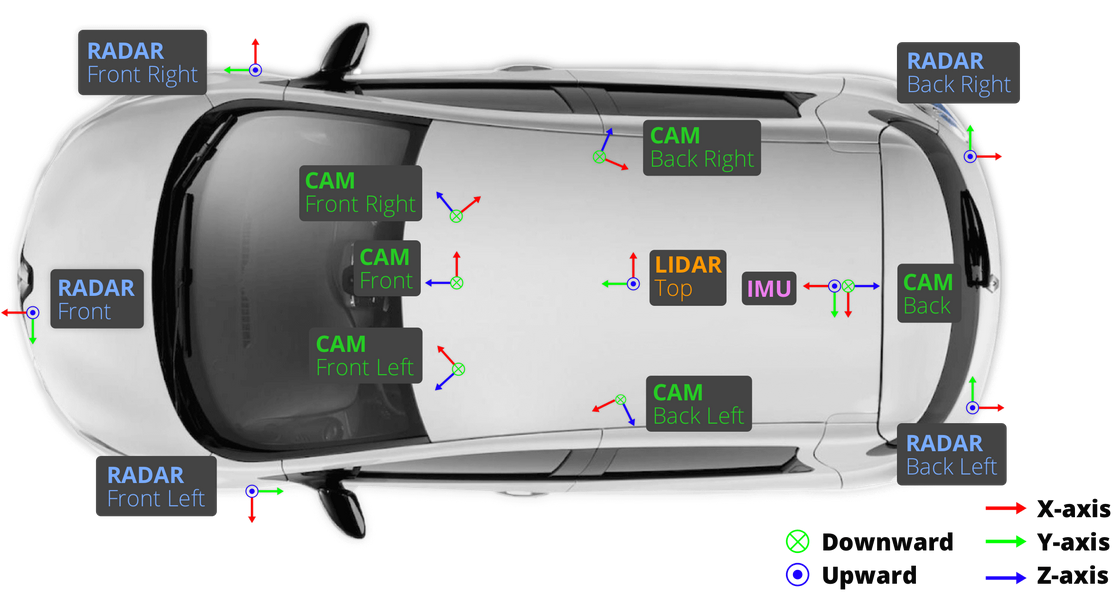 RADAR
Front Right
RADAR
Back Right
CAM
Back Right
CAM
Front Right
CAM
Front
LIDAR
Top
IMU
CAM
Back
RADAR
Front
CAM
Front Left
CAM
Back Left
RADAR
Back Left
RADAR
Front Left
X-axis
Downward
Y-axis
Upward
Z-axis